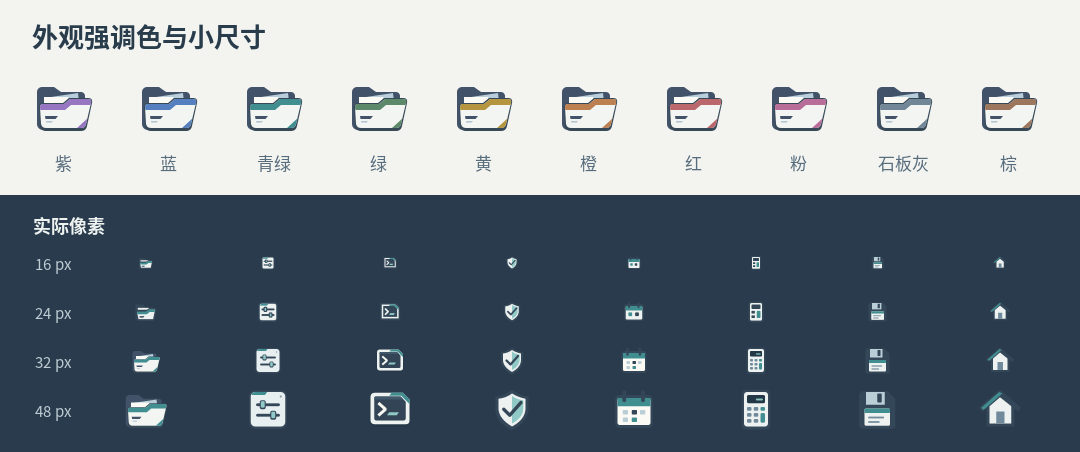 外观强调色与小尺寸
紫 蓝 青绿 绿 黄 橙 红 粉 石板灰 棕
实际像素
16 px
24 px
32 px
48 px